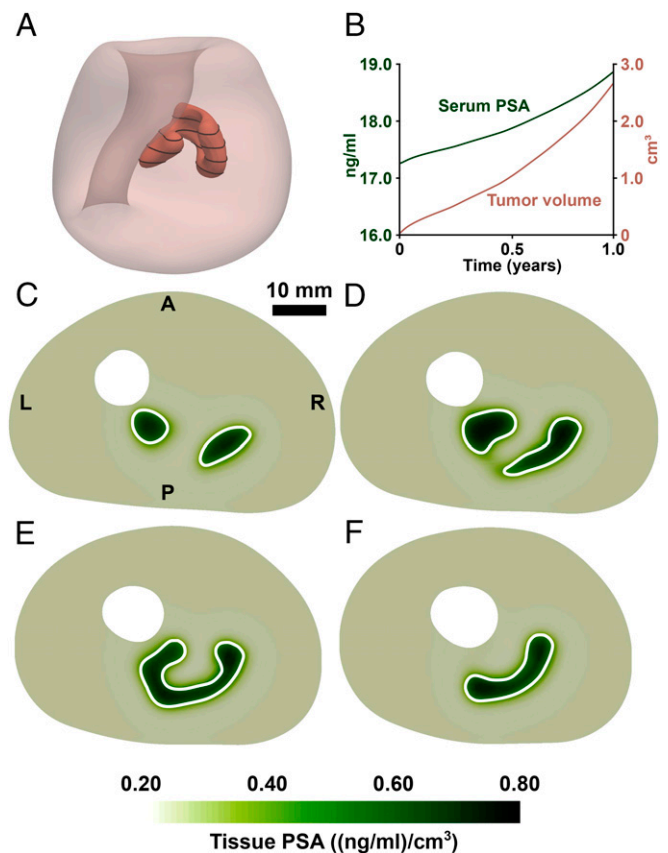 A
B
19.0
18.0
17.0
16.0
ng/ml
Serum PSA
Tumor volume
3.0
2.0
1.0
0
cm³
0
0.5
1.0
Time (years)
C
10 mm
D
A
L
R
P
E
F
0.20
0.40
0.60
0.80
Tissue PSA ((ng/ml)/cm³)